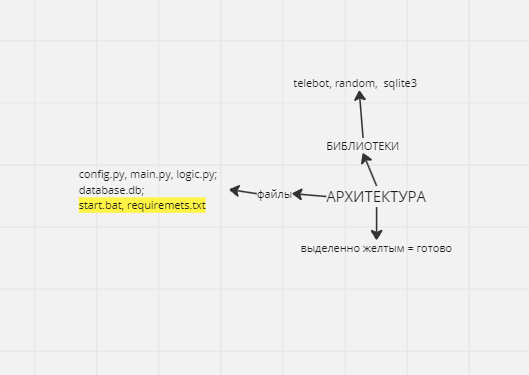 telebot, random, sqlite3
БИБЛИОТЕКИ
config.py, main.py, logic.py;
database.db;
start.bat, requiremets.txt
файлы
АРХИТЕКТУРА
выделенно желтым = готово